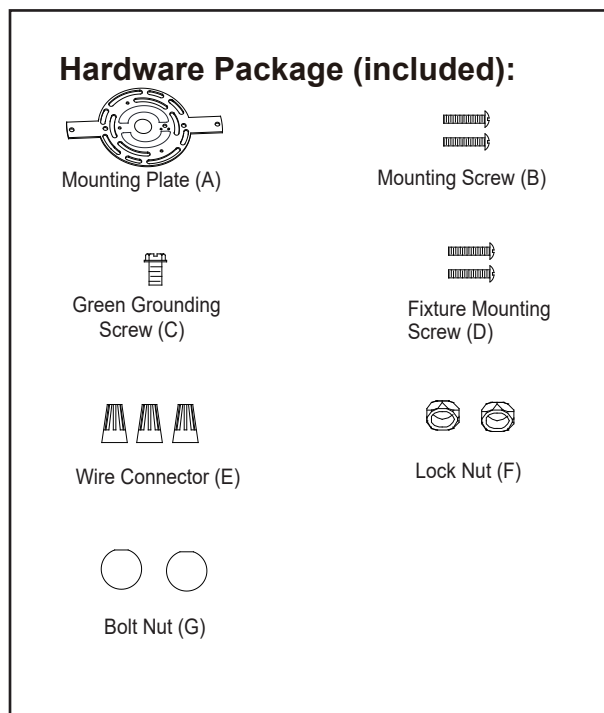 Hardware Package (included):
Mounting Plate (A)
Mounting Screw (B)
Green Grounding
Screw (C)
Fixture Mounting
Screw (D)
Wire Connector (E)
Lock Nut (F)
Bolt Nut (G)